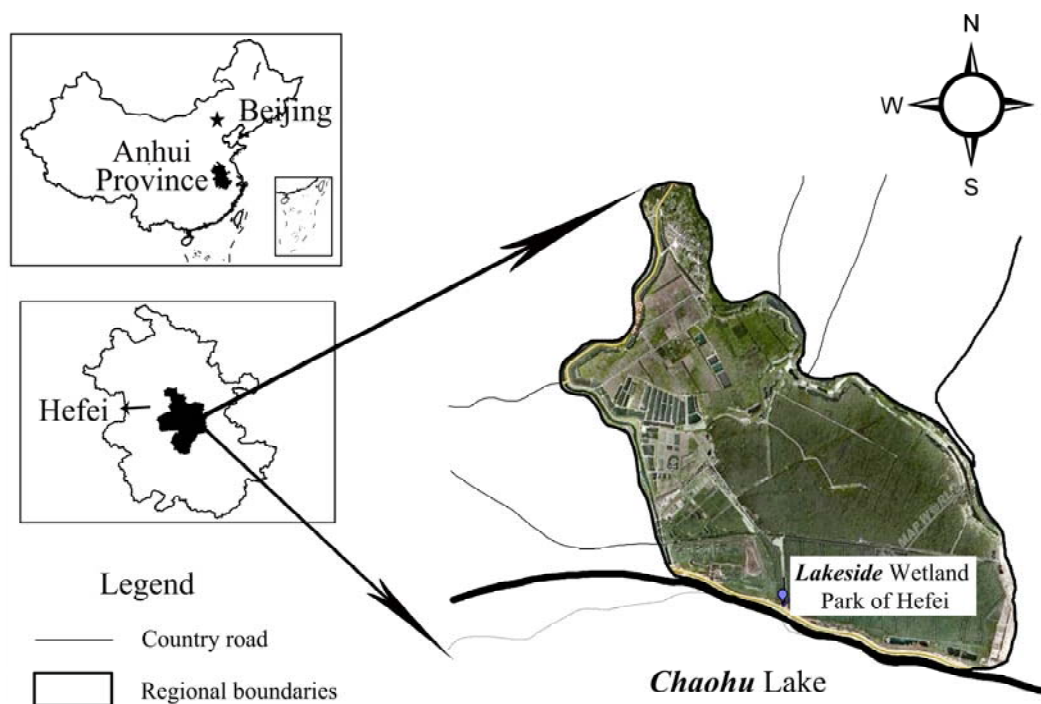 Beijing
Anhui
Province
Hefei
Legend
Country road
Regional boundaries
N
W
S
Lakeside Wetland
Park of Hefei
Chaohu Lake